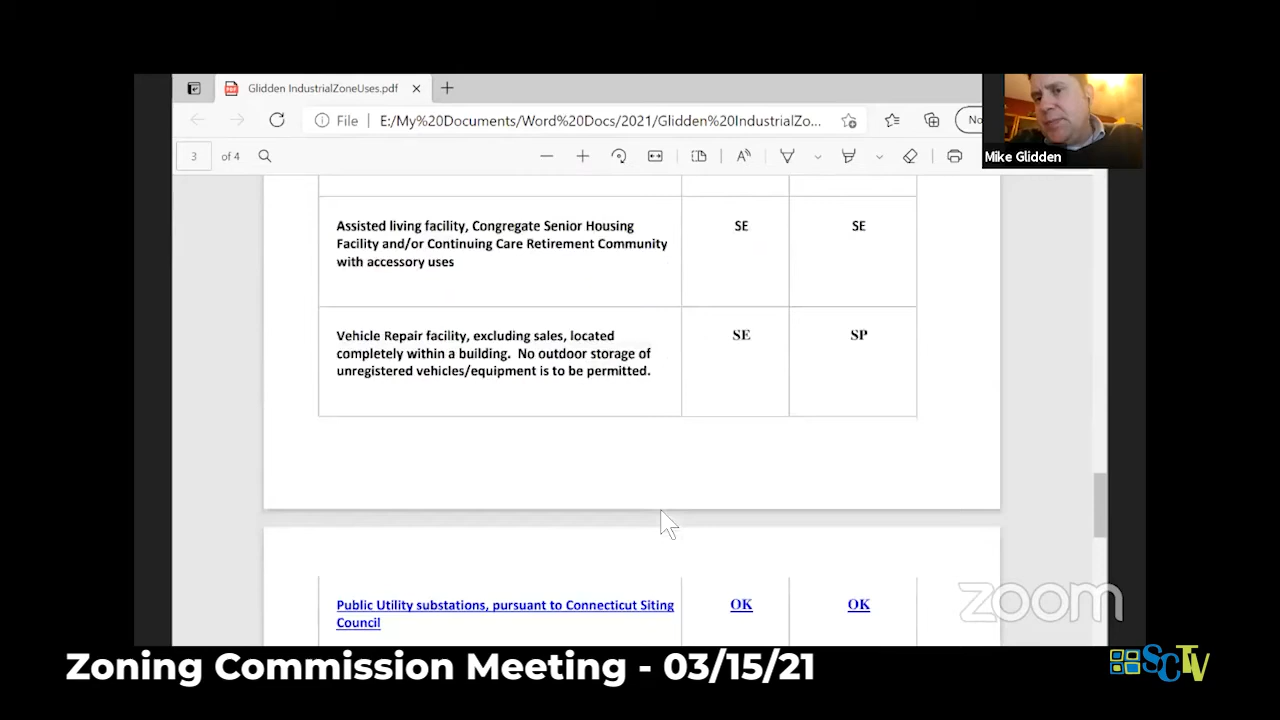 Glidden IndustrialZoneUses.pdf
File
E:/My%20Documents/Word%20Docs/2021/Glidden%20IndustrialZo...
No
3 of 4
Mike Glidden
Assisted living facility, Congregate Senior Housing
Facility and/or Continuing Care Retirement Community
with accessory uses
SE
SE
Vehicle Repair facility, excluding sales, located
completely within a building. No outdoor storage of
unregistered vehicles/equipment is to be permitted.
SE
SP
Public Utility substations, pursuant to Connecticut Siting
Council
OK
OK
zoom
Zoning Commission Meeting - 03/15/21
SCTV